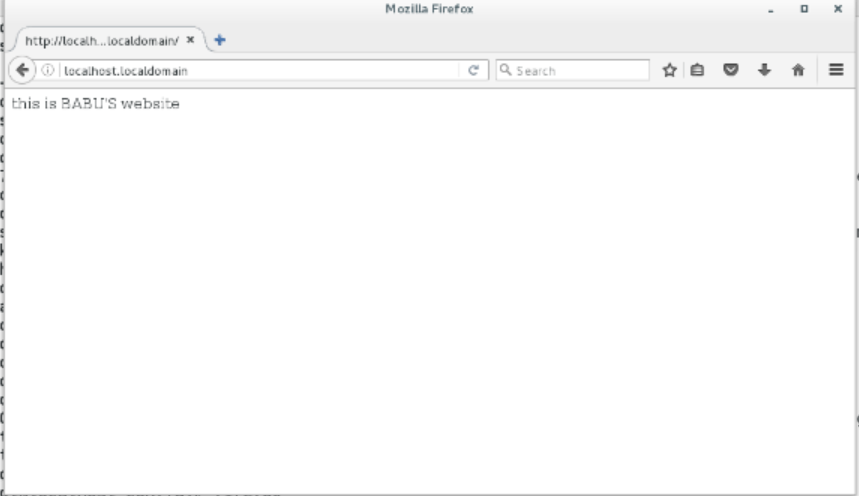 Mozilla Firefox
http://localh...localdomain/
localhost.localdomain
Search
this is BABU'S website